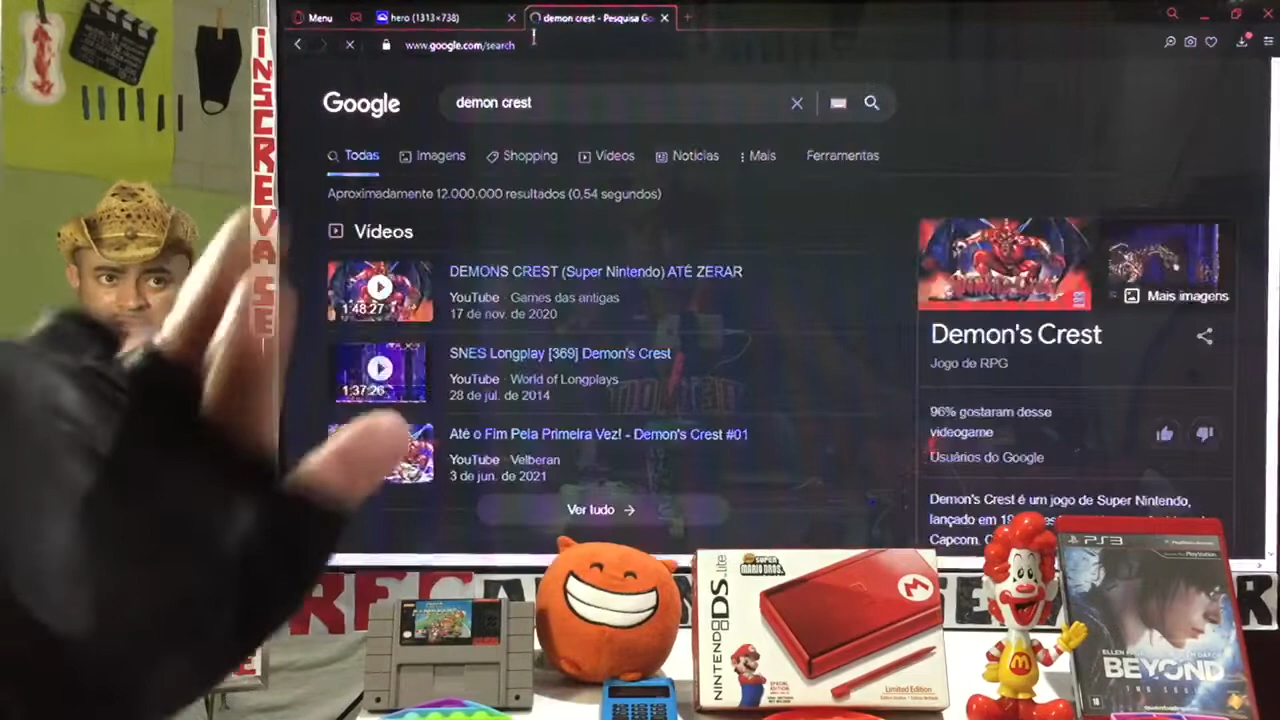 Menu
hero (1313×738)
demon crest - Pesquisa Go
www.google.com/search
INSCREVA SE
Google
demon crest
Todas
Imagens
Shopping
Vídeos
Notícias
Mais
Ferramentas
Aproximadamente 12.000.000 resultados (0,54 segundos)
Vídeos
DEMONS CREST (Super Nintendo) ATÉ ZERAR
YouTube · Games das antigas
17 de nov. de 2020
1:48:27
SNES Longplay [369] Demon's Crest
YouTube · World of Longplays
28 de jul. de 2014
1:37:26
Até o Fim Pela Primeira Vez! - Demon's Crest #01
YouTube · Velberan
3 de jun. de 2021
Ver tudo
Mais imagens
Demon's Crest
Jogo de RPG
96% gostaram desse
videogame
Usuários do Google
Demon's Crest é um jogo de Super Nintendo,
lançado em 19
Capcom.
SUPER
MARIO BROS.
NINTENDO DS lite
M
SPECIAL
EDITION
Limited Edition
PS3
BEYOND